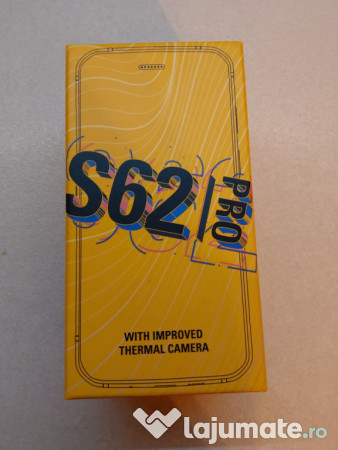 S62/PRO
WITH IMPROVED
THERMAL CAMERA
lajumate.ro